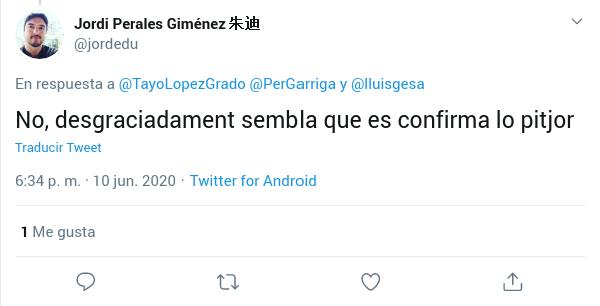 Jordi Perales Giménez 朱迪
@jordedu
En respuesta a @TayoLopezGrado @PerGarriga y @lluisgesa
No, desgraciadament sembla que es confirma lo pitjor
Traducir Tweet
6:34 p. m. · 10 jun. 2020 · Twitter for Android
1 Me gusta